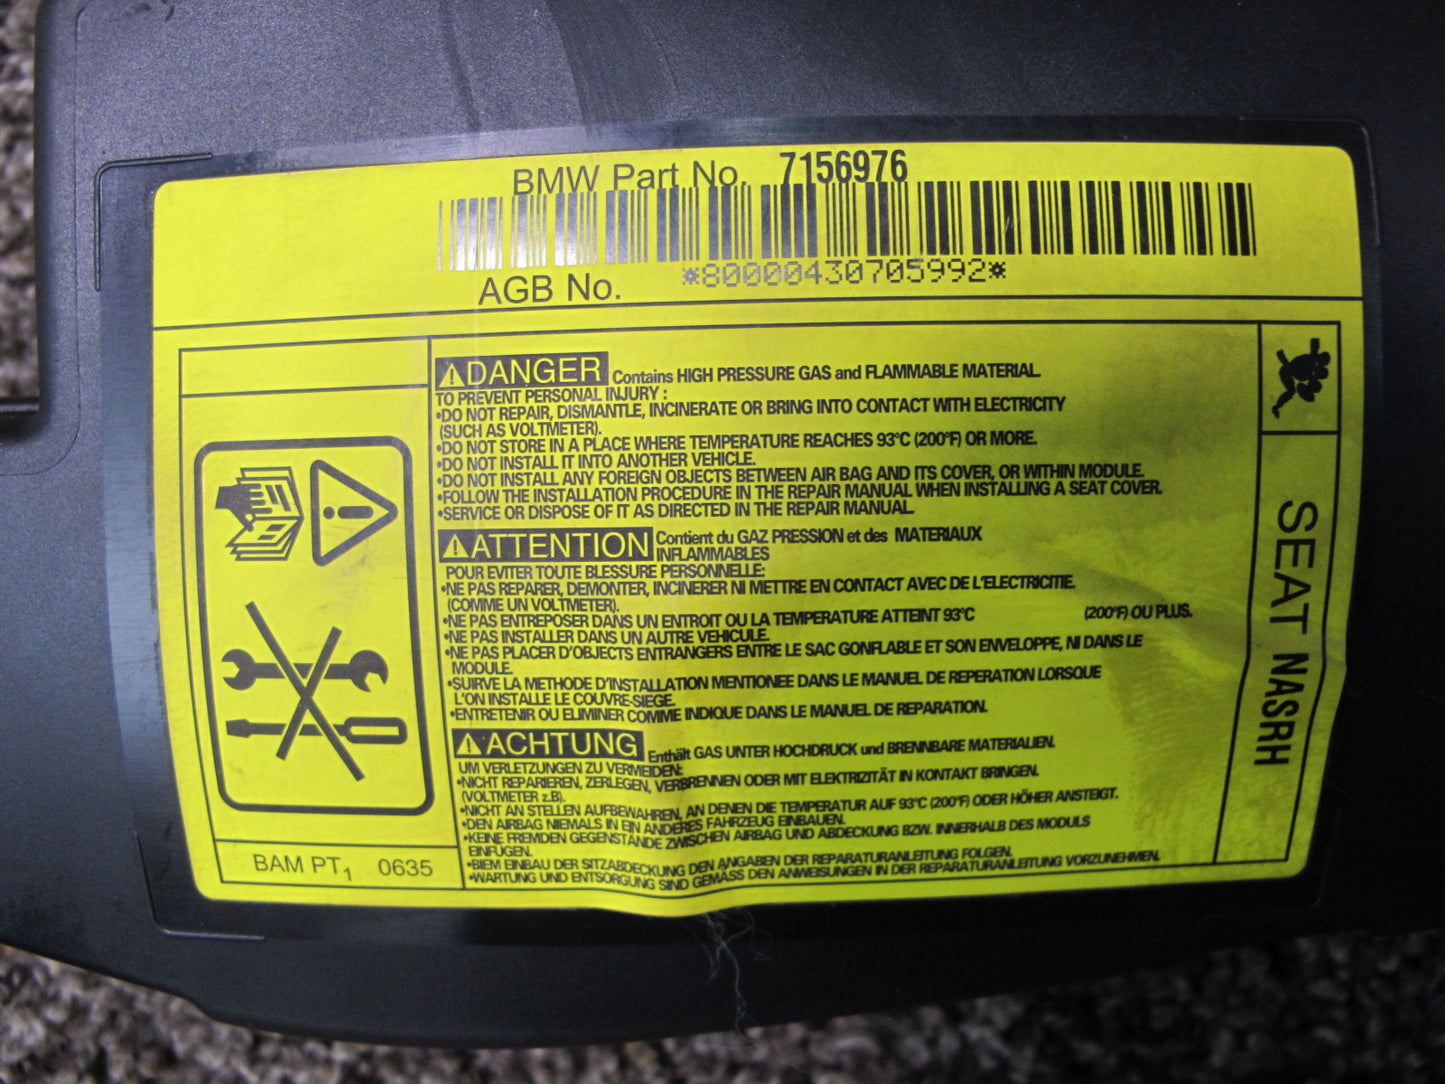 BMW Part No. 7156976
AGB No. *80000430705992*
⚠DANGER Contains HIGH PRESSURE GAS and FLAMMABLE MATERIAL.
TO PREVENT PERSONAL INJURY :
•DO NOT REPAIR, DISMANTLE, INCINERATE OR BRING INTO CONTACT WITH ELECTRICITY
(SUCH AS VOLTMETER).
•DO NOT STORE IN A PLACE WHERE TEMPERATURE REACHES 93°C (200°F) OR MORE.
•DO NOT INSTALL IT INTO ANOTHER VEHICLE.
•DO NOT INSTALL ANY FOREIGN OBJECTS BETWEEN AIR BAG AND ITS COVER, OR WITHIN MODULE.
•FOLLOW THE INSTALLATION PROCEDURE IN THE REPAIR MANUAL WHEN INSTALLING A SEAT COVER.
•SERVICE OR DISPOSE OF IT AS DIRECTED IN THE REPAIR MANUAL.
⚠ATTENTION Contient du GAZ PRESSION et des MATERIAUX
INFLAMMABLES
POUR EVITER TOUTE BLESSURE PERSONNELLE:
•NE PAS REPARER, DEMONTER, INCINERER NI METTRE EN CONTACT AVEC DE L'ELECTRICITIE.
(COMME UN VOLTMETER).
•NE PAS ENTREPOSER DANS UN ENTROIT OU LA TEMPERATURE ATTEINT 93°C (200°F) OU PLUS.
•NE PAS INSTALLER DANS UN AUTRE VEHICULE.
•NE PAS PLACER D'OBJECTS ENTRANGERS ENTRE LE SAC GONFLABLE ET SON ENVELOPPE, NI DANS LE
MODULE.
•SUIRVE LA METHODE D'INSTALLATION MENTIONEE DANS LE MANUEL DE REPERATION LORSQUE
L'ON INSTALLE LE COUVRE-SIEGE.
•ENTRETENIR OU ELIMINER COMME INDIQUE DANS LE MANUEL DE REPARATION.
⚠ACHTUNG Enthält GAS UNTER HOCHDRUCK und BRENNBARE MATERIALIEN.
UM VERLETZUNGEN ZU VERMEIDEN:
•NICHT REPARIEREN, ZERLEGEN, VERBRENNEN ODER MIT ELEKTRIZITÄT IN KONTAKT BRINGEN.
(VOLTMETER z.B).
•NICHT AN STELLEN AUFBEWAHREN, AN DENEN DIE TEMPERATUR AUF 93°C (200°F) ODER HÖHER ANSTEIGT.
•DEN AIRBAG NIEMALS IN EIN ANDERES FAHRZEUG EINBAUEN.
•KEINE FREMDEN GEGENSTÄNDE ZWISCHEN AIRBAG UND ABDECKUNG BZW. INNERHALB DES MODULS
EINFÜGEN.
•BIEM EINBAU DER SITZABDECKUNG DEN ANGABEN DER REPARATURANLEITUNG FOLGEN.
•WARTUNG UND ENTSORGUNG SIND GEMÄSS DEN ANWEISUNGEN IN DER REPARATURANLEITUNG VORZUNEHMEN.
BAM PT1 0635
SEAT NASRH